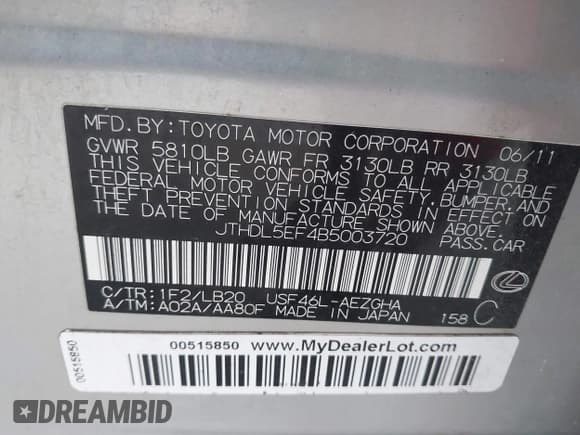 MFD. BY: TOYOTA MOTOR CORPORATION 06/11
GVWR 5810LB GAWR FR 3130LB RR 3130LB
THIS VEHICLE CONFORMS TO ALL APPLICABLE
FEDERAL MOTOR VEHICLE SAFETY, BUMPER, AND
THEFT PREVENTION STANDARDS IN EFFECT ON
THE DATE OF MANUFACTURE SHOWN ABOVE.
JTHDL5EF4B5003720 PASS. CAR
C/TR: 1F2/LB20 USF46L-AEZGHA
A/TM: A02A/AA80F MADE IN JAPAN 158 C
00515850
00515850 www.MyDealerLot.com
DREAMBID